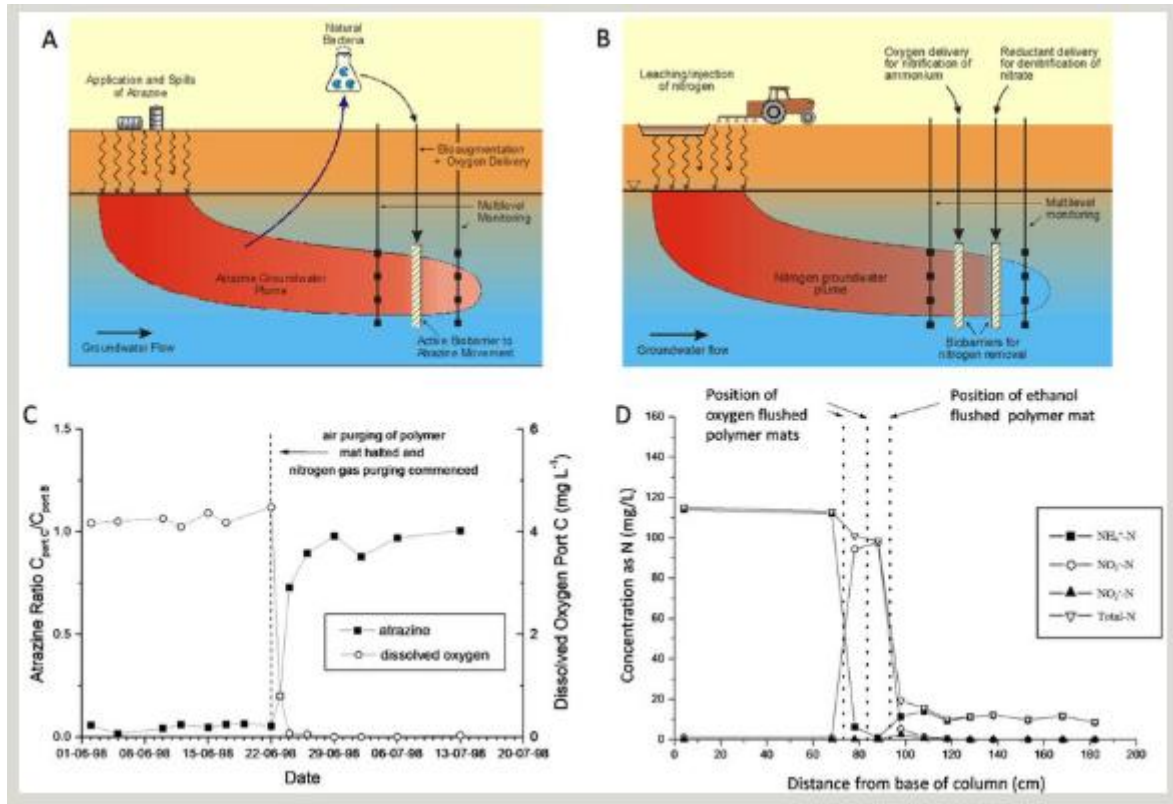 A
Natural
Bacteria
Application and Spills
of Atrazine
Bioaugmentation
+ Oxygen Delivery
Multilevel
Monitoring
Atrazine Groundwater
Plume
Active Biobarrier to
Atrazine Movement
Groundwater Flow
B
Oxygen delivery
for nitrification of
ammonium
Reductant delivery
for denitrification of
nitrate
Leaching/injection
of nitrogen
Multilevel
monitoring
Nitrogen groundwater
plume
Biobarriers for
nitrogen removal
Groundwater flow
C
1.5
1.0
0.5
0.0
Atrazine Ratio C port C/C port B
air purging of polymer
mat halted and
nitrogen gas purging commenced
6
4
2
0
Dissolved Oxygen Port C (mg L-1)
atrazine
dissolved oxygen
01-06-98 08-06-98 15-06-98 22-06-98 29-06-98 06-07-98 13-07-98 20-07-98
Date
Position of
oxygen flushed
polymer mats
Position of ethanol
flushed polymer mat
D
160
140
120
100
80
60
40
20
0
Concentration as N (mg/L)
NH4+-N
Total-N
0 20 40 60 80 100 120 140 160 180 200
Distance from base of column (cm)